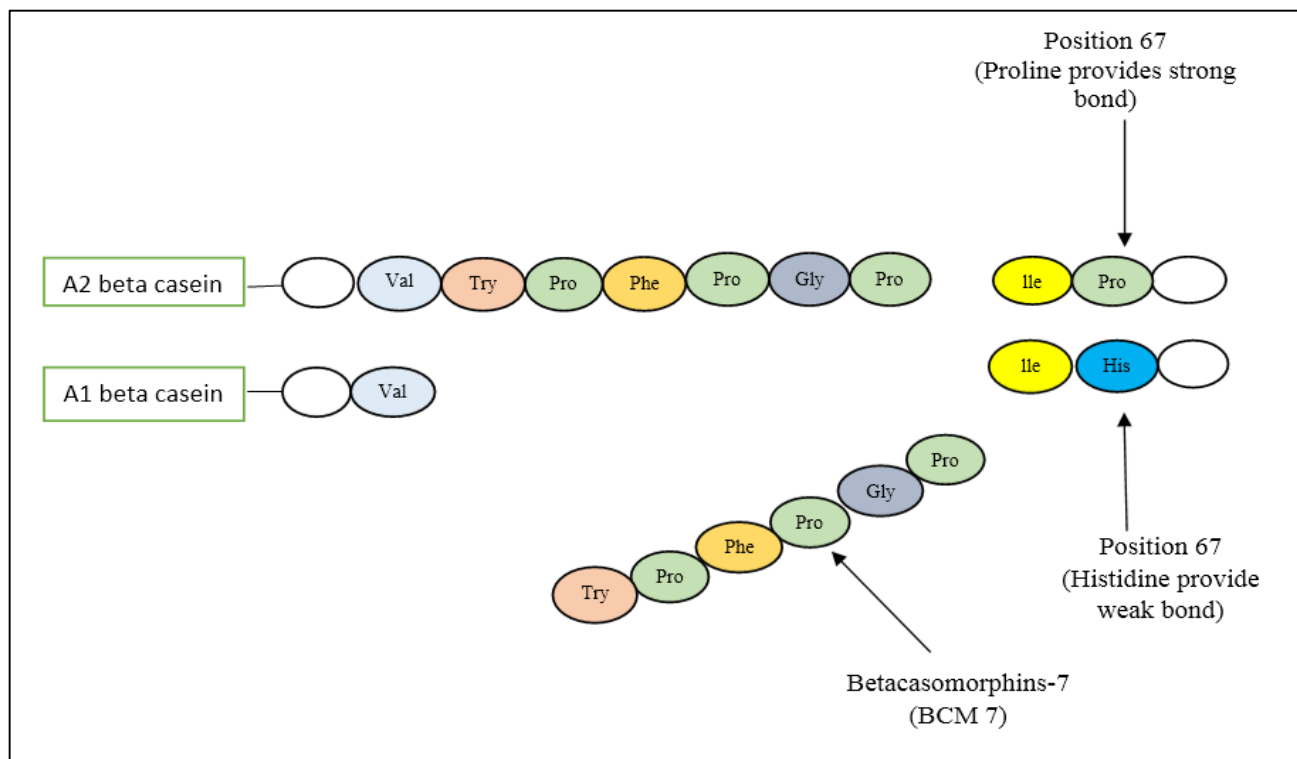 Position 67
(Proline provides strong
bond)
A2 beta casein
Val
Try
Pro
Phe
Pro
Gly
Pro
lle
Pro
A1 beta casein
Val
lle
His
Try
Pro
Phe
Pro
Gly
Pro
Position 67
(Histidine provide
weak bond)
Betacasomorphins-7
(BCM 7)